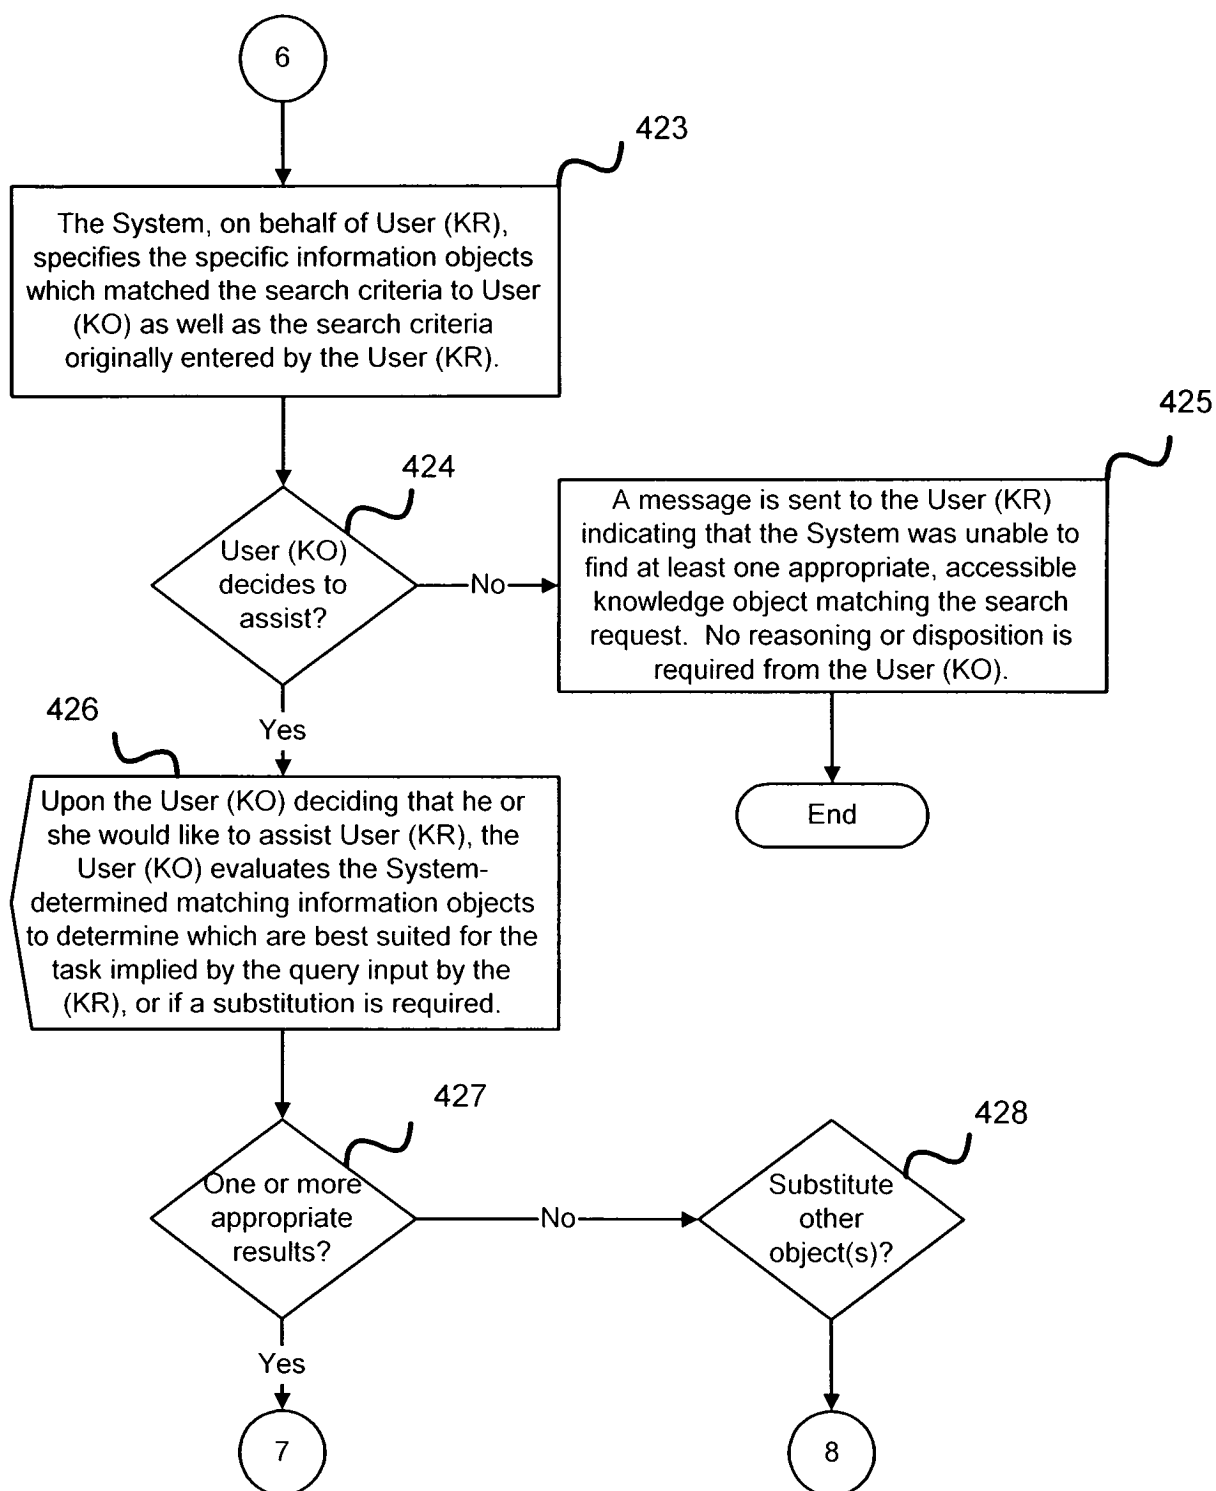 6
423
The System, on behalf of User (KR),
specifies the specific information objects
which matched the search criteria to User
(KO) as well as the search criteria
originally entered by the User (KR).
424
User (KO)
decides to
assist?
No
425
A message is sent to the User (KR)
indicating that the System was unable to
find at least one appropriate, accessible
knowledge object matching the search
request. No reasoning or disposition is
required from the User (KO).
End
Yes
426
Upon the User (KO) deciding that he or
she would like to assist User (KR), the
User (KO) evaluates the System-
determined matching information objects
to determine which are best suited for the
task implied by the query input by the
(KR), or if a substitution is required.
427
One or more
appropriate
results?
No
428
Substitute
other
object(s)?
Yes
7
8